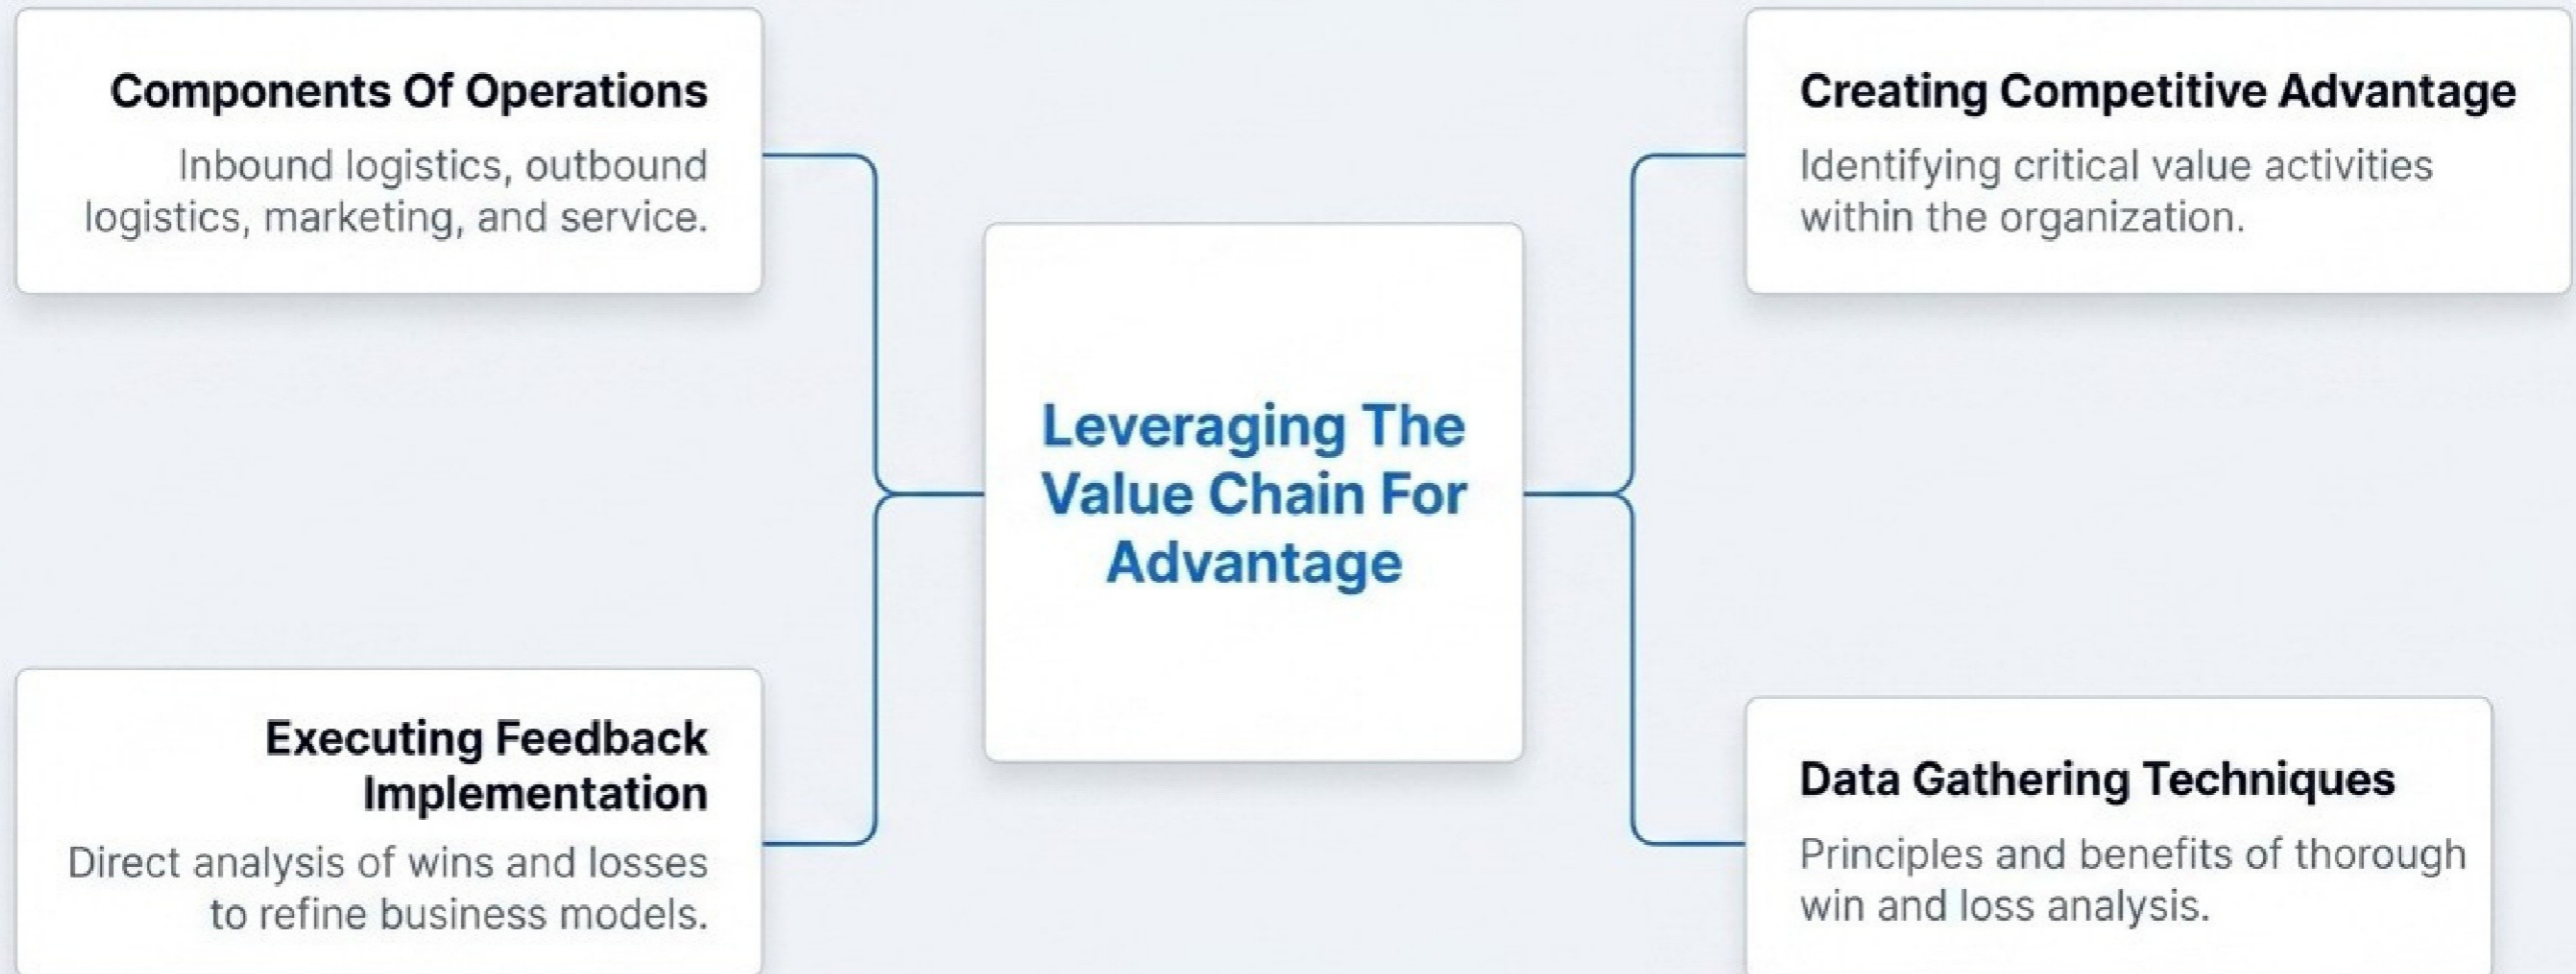 Components Of Operations
Inbound logistics, outbound
logistics, marketing, and service.
Creating Competitive Advantage
Identifying critical value activities
within the organization.
Leveraging The
Value Chain For
Advantage
Executing Feedback
Implementation
Direct analysis of wins and losses
to refine business models.
Data Gathering Techniques
Principles and benefits of thorough
win and loss analysis.